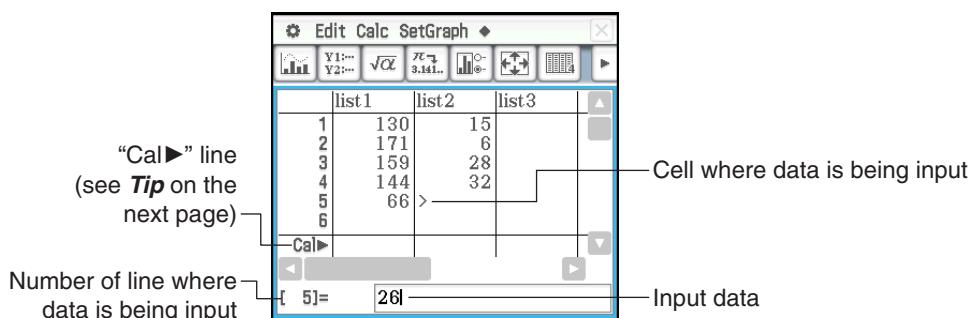 Edit Calc SetGraph ◆
Y1:...
Y2:...
√α
π
3.141..
4
list1 list2 list3
1 130 15
2 171 6
3 159 28
4 144 32
5 66 >
6
Cal▶
[ 5]= 26
"Cal▶" line
(see Tip on the
next page)
Number of line where
data is being input
Cell where data is being input
Input data